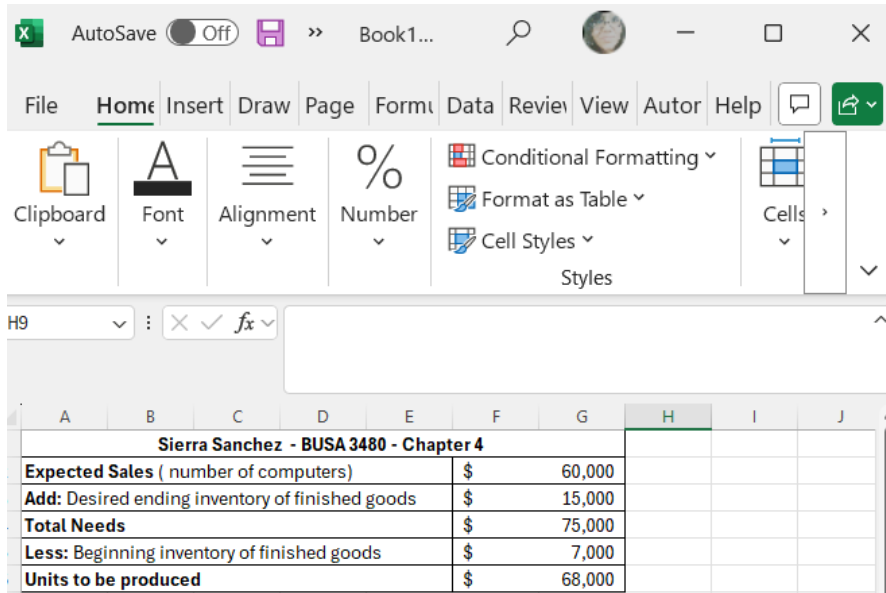 AutoSave Off Book1...
File Home Insert Draw Page Formu Data Review View Autor Help
Clipboard Font Alignment Number Conditional Formatting Cells
Format as Table
Cell Styles
Styles
H9 fx
A B C D E F G H I J
Sierra Sanchez - BUSA 3480 - Chapter 4
Expected Sales ( number of computers) $ 60,000
Add: Desired ending inventory of finished goods $ 15,000
Total Needs $ 75,000
Less: Beginning inventory of finished goods $ 7,000
Units to be produced $ 68,000